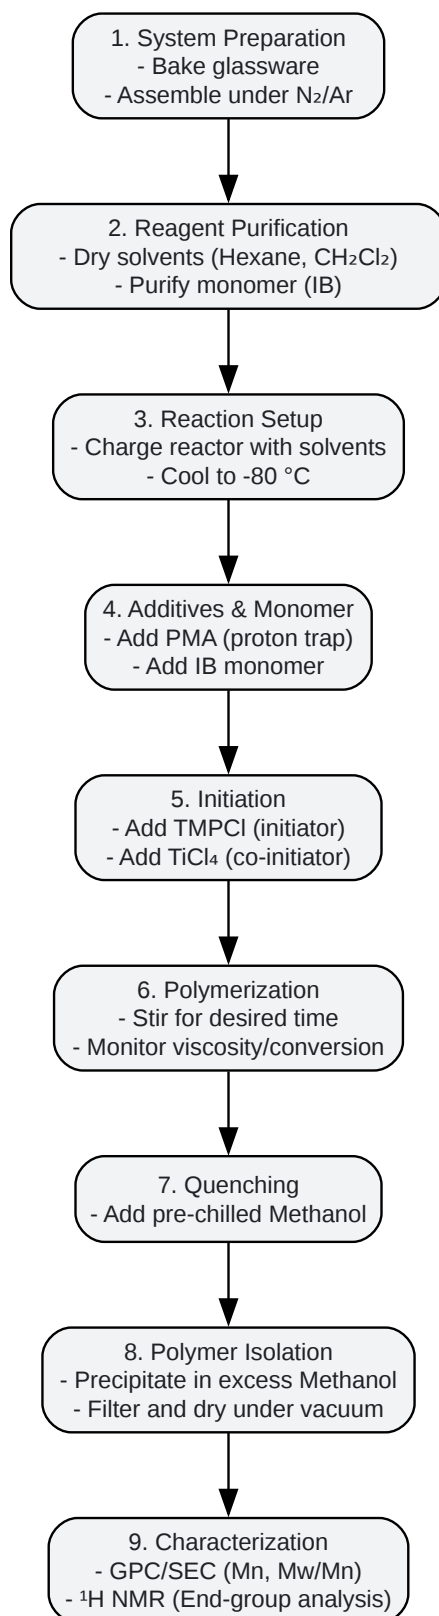 1. System Preparation
- Bake glassware
- Assemble under N₂/Ar
2. Reagent Purification
- Dry solvents (Hexane, CH₂Cl₂)
- Purify monomer (IB)
3. Reaction Setup
- Charge reactor with solvents
- Cool to -80 °C
4. Additives & Monomer
- Add PMA (proton trap)
- Add IB monomer
5. Initiation
- Add TMPCl (initiator)
- Add TiCl₄ (co-initiator)
6. Polymerization
- Stir for desired time
- Monitor viscosity/conversion
7. Quenching
- Add pre-chilled Methanol
8. Polymer Isolation
- Precipitate in excess Methanol
- Filter and dry under vacuum
9. Characterization
- GPC/SEC (Mn, Mw/Mn)
- ¹H NMR (End-group analysis)